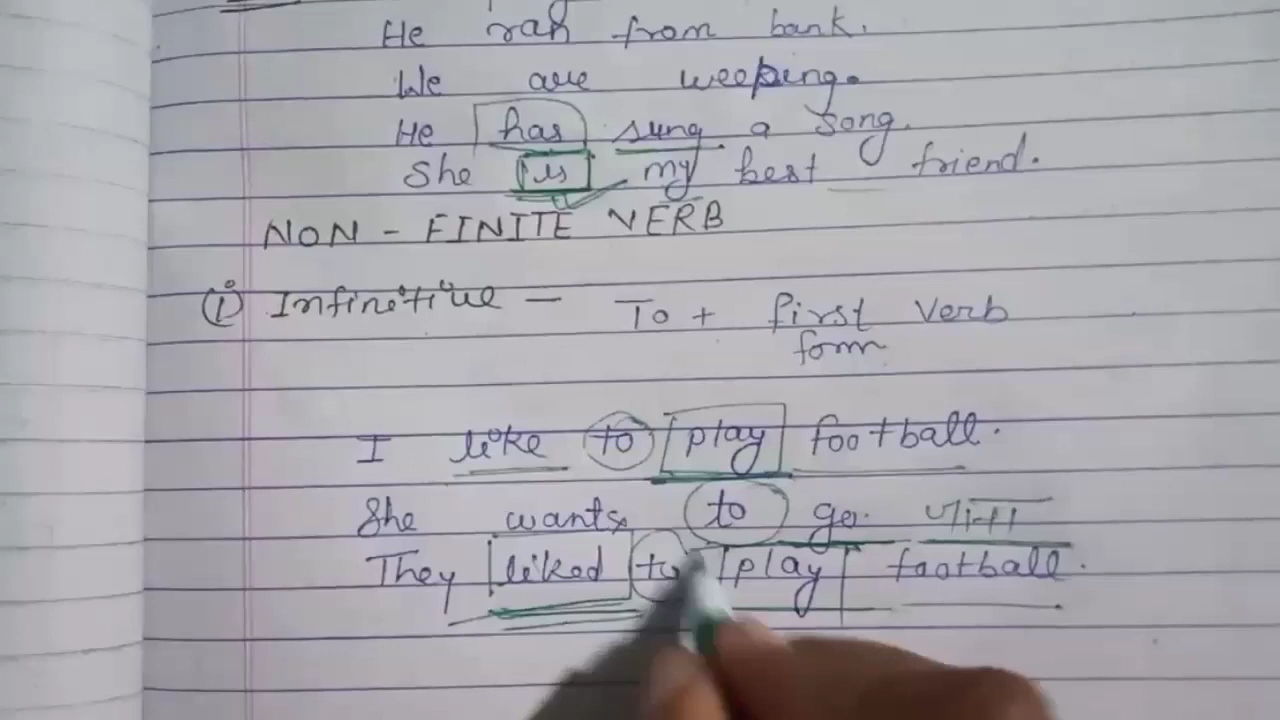 He ran from bank.
We are weeping.
He has sung a song.
She is my best friend.
NON - FINITE VERB
(i) Infinitive - To + first verb
form
I like to play football.
She wants to go. जाना
They liked to play football.